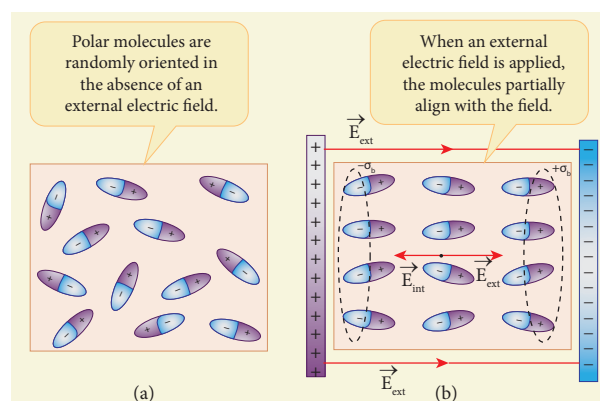 Polar molecules are
randomly oriented in
the absence of an
external electric field.
When an external
electric field is applied,
the molecules partially
align with the field.
E ext
−σb
+σb
E int
E ext
E ext
(a)
(b)